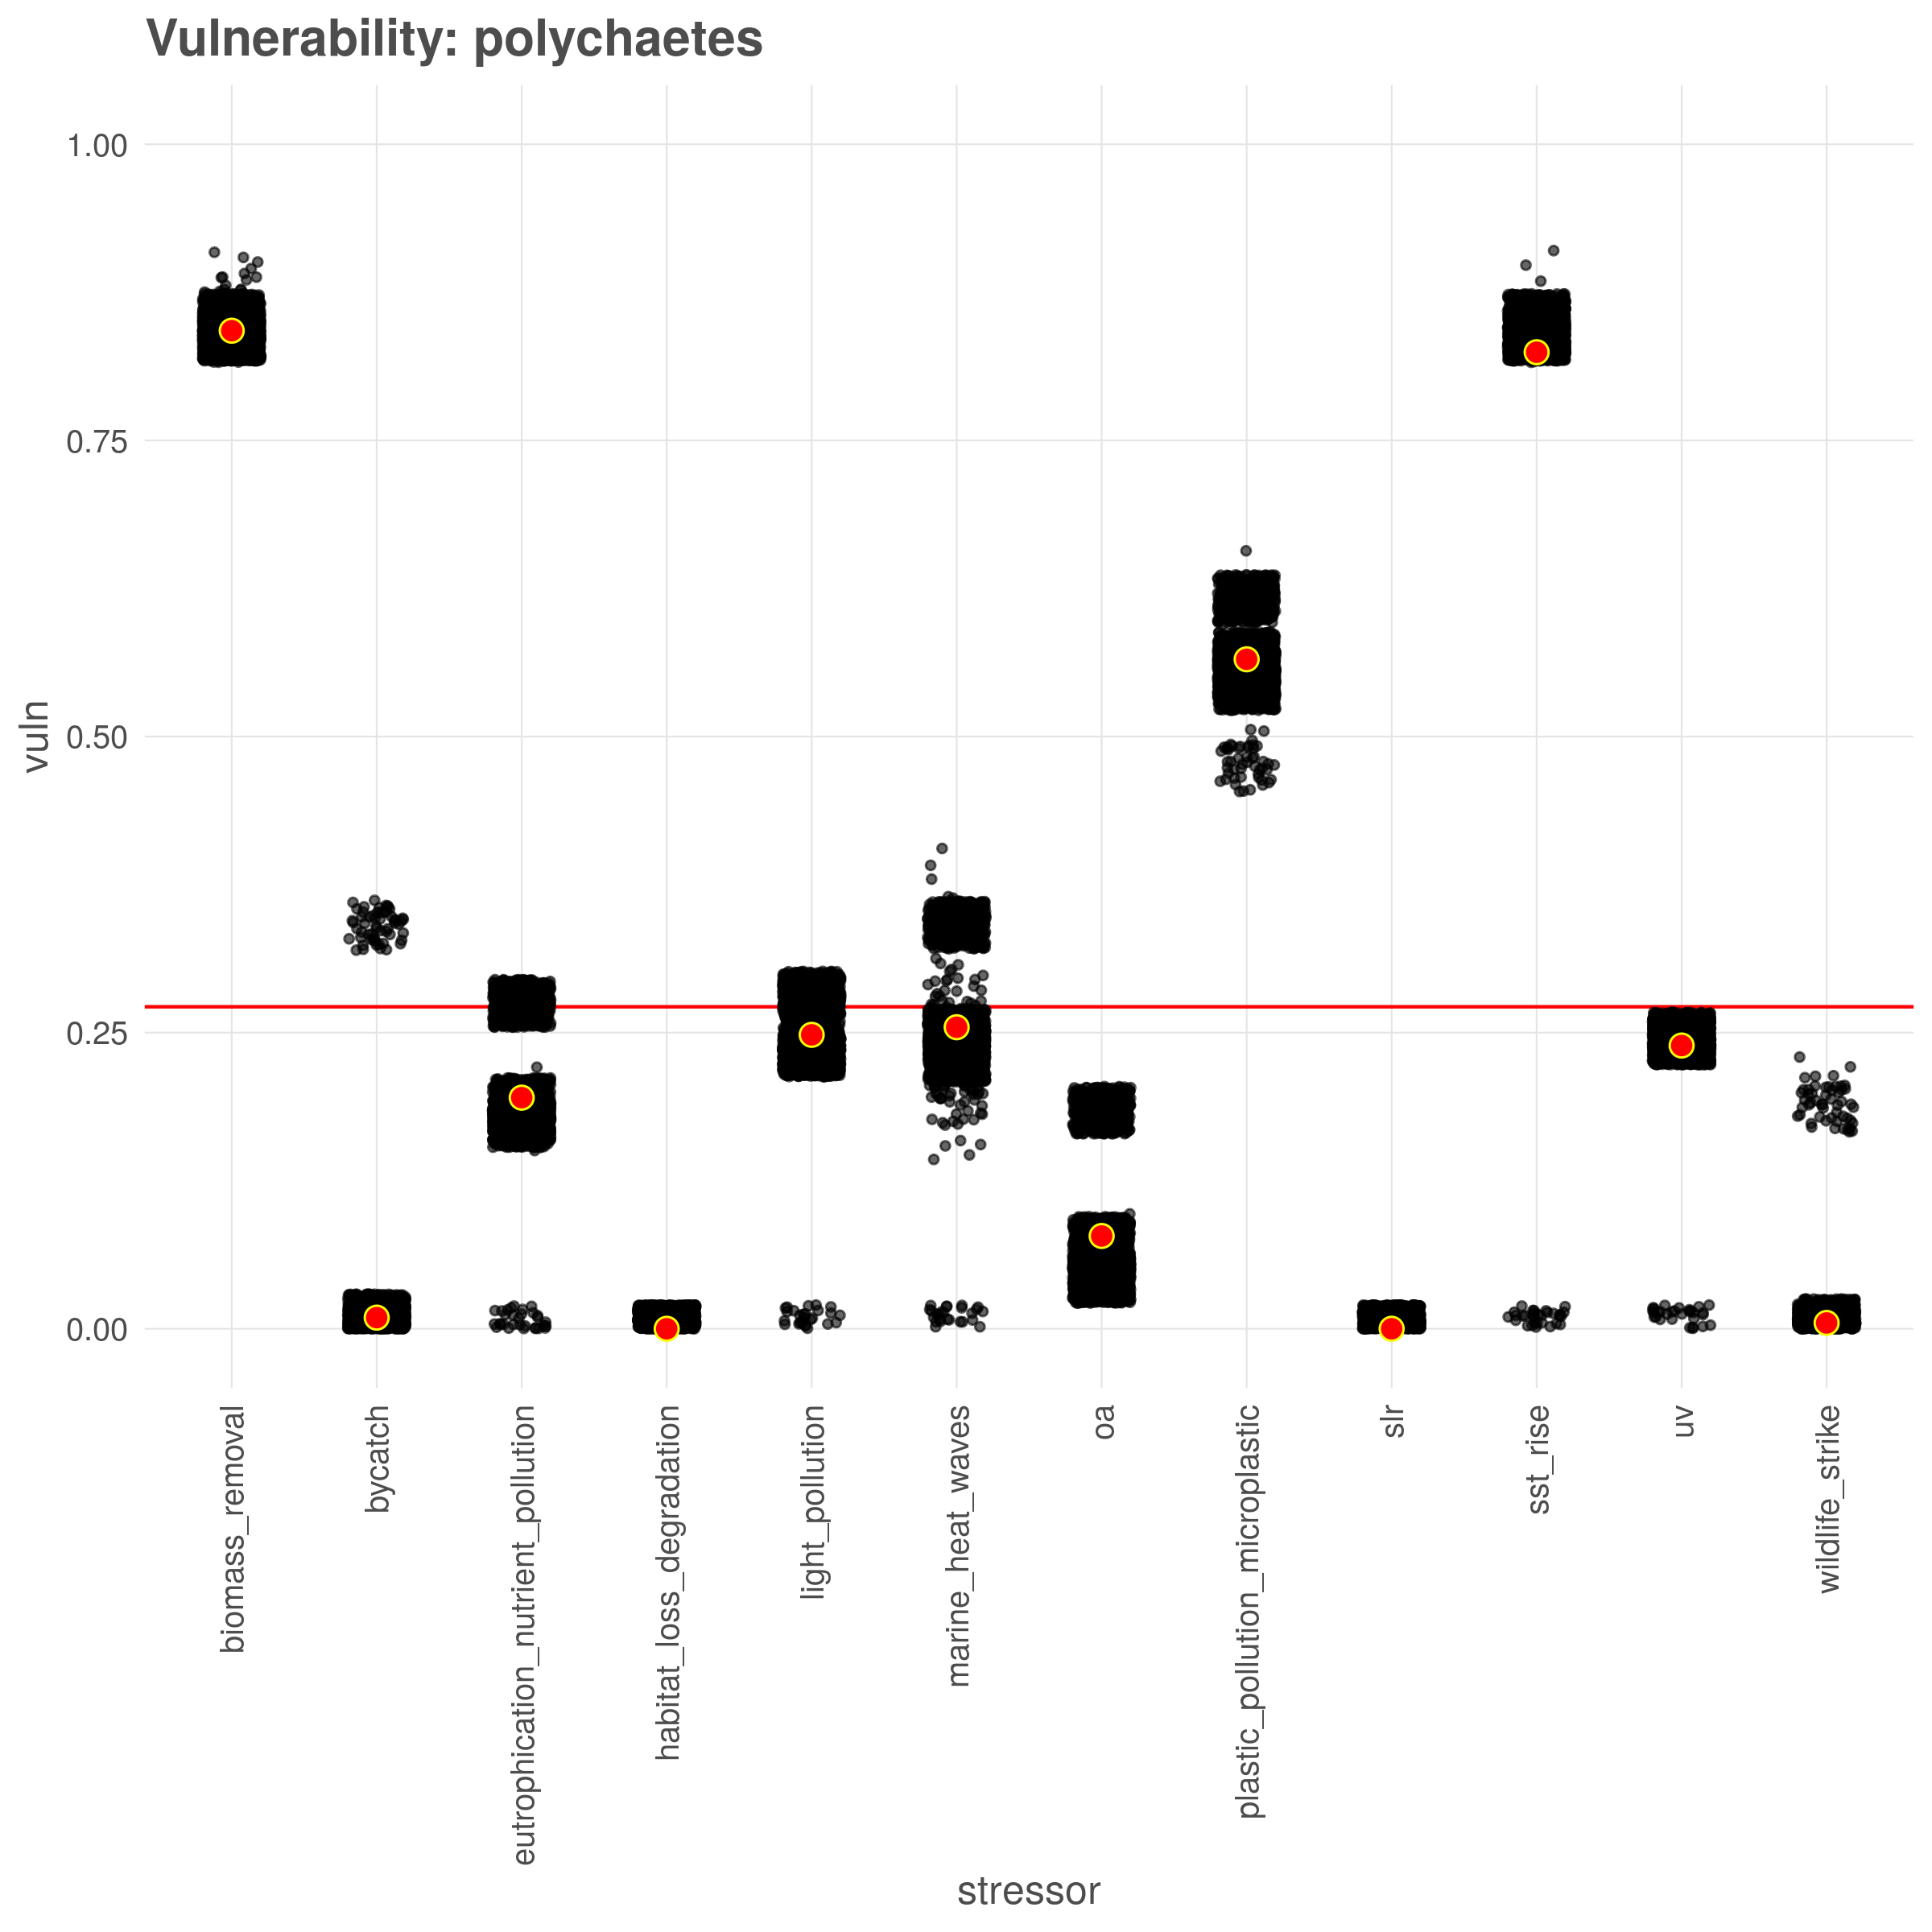 Vulnerability: polychaetes
1.00
0.75
0.50
0.25
0.00
vuln
biomass_removal
bycatch
eutrophication_nutrient_pollution
habitat_loss_degradation
light_pollution
marine_heat_waves
oa
plastic_pollution_microplastic
slr
sst_rise
uv
wildlife_strike
stressor